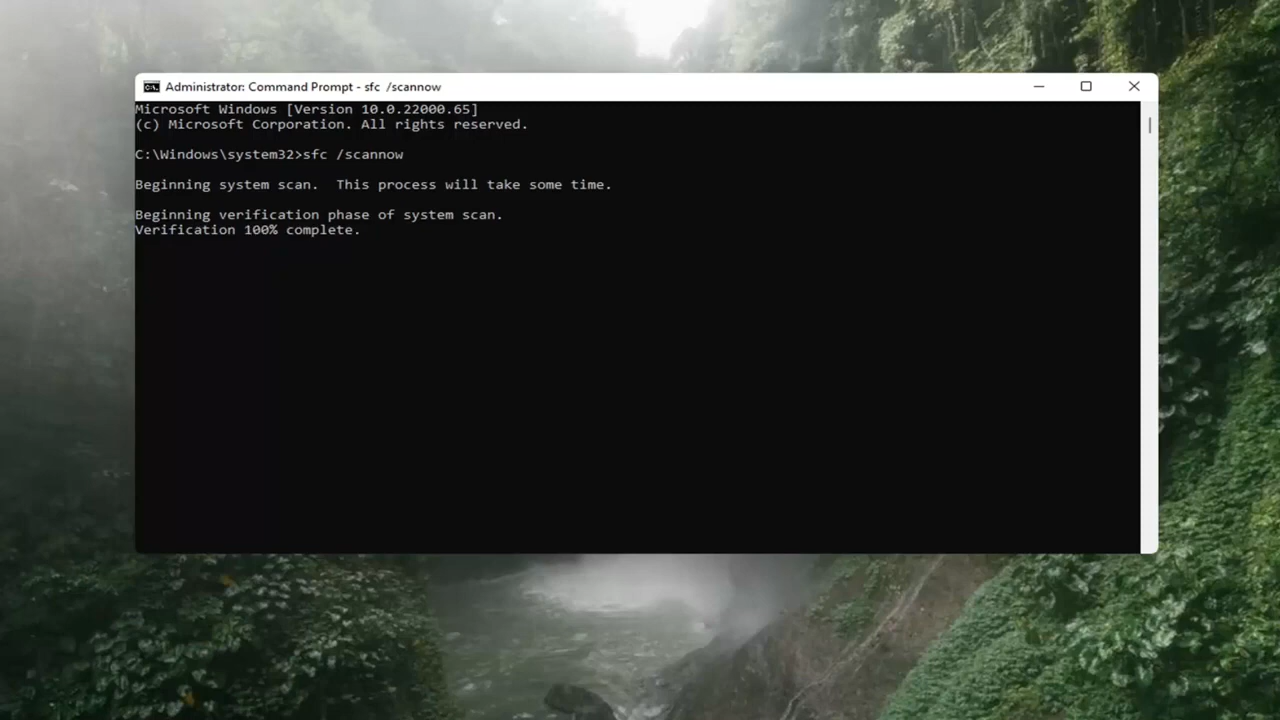 Administrator: Command Prompt - sfc /scannow
Microsoft Windows [Version 10.0.22000.65]
(c) Microsoft Corporation. All rights reserved.
C:\Windows\system32>sfc /scannow
Beginning system scan.  This process will take some time.
Beginning verification phase of system scan.
Verification 100% complete.